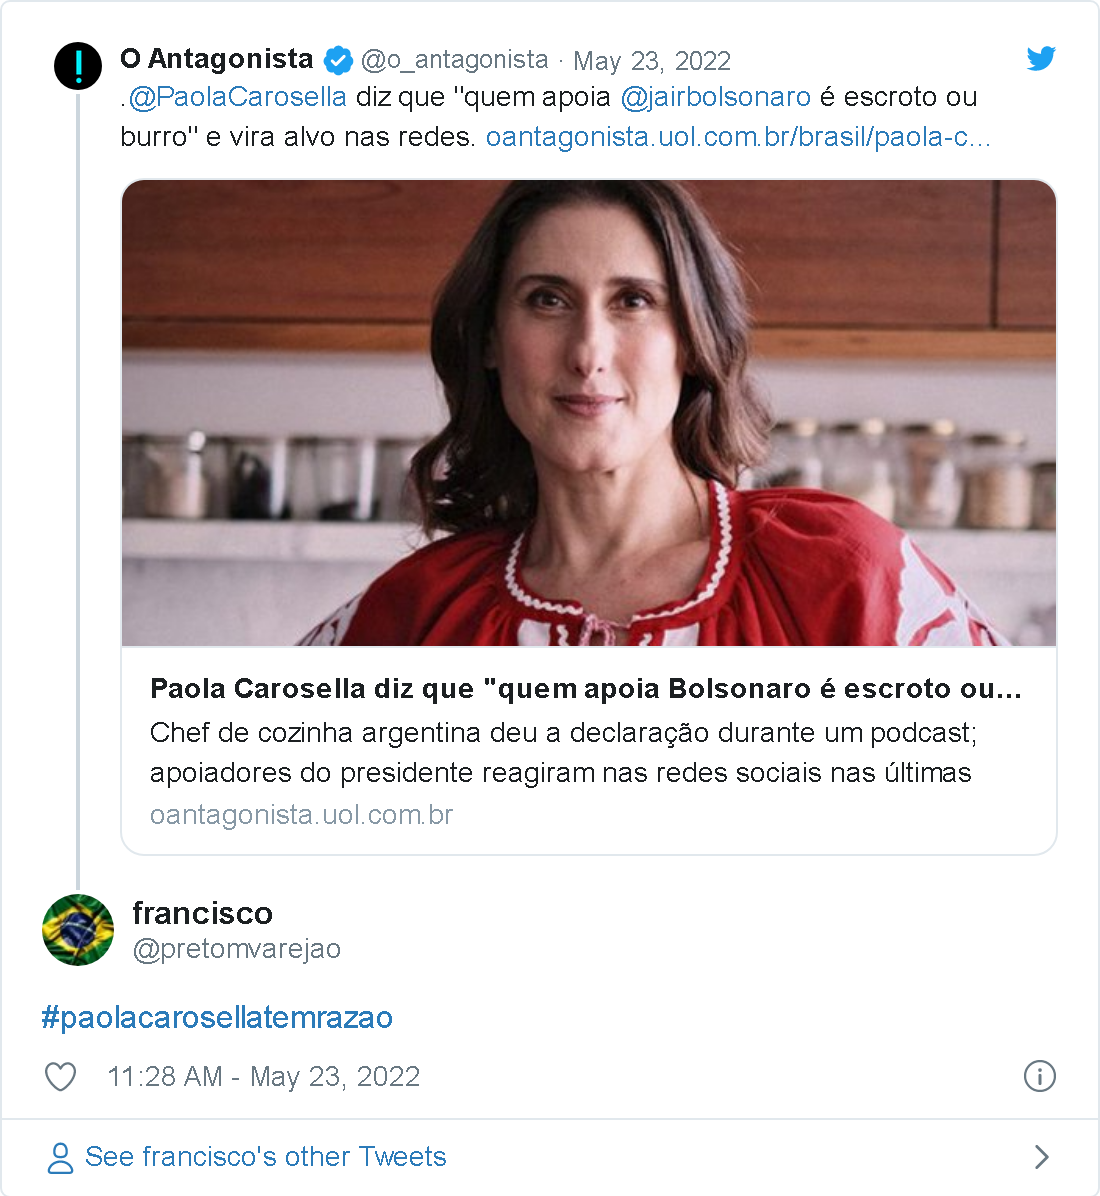 O Antagonista @o_antagonista · May 23, 2022
.@PaolaCarosella diz que "quem apoia @jairbolsonaro é escroto ou
burro" e vira alvo nas redes. oantagonista.uol.com.br/brasil/paola-c...
Paola Carosella diz que "quem apoia Bolsonaro é escroto ou...
Chef de cozinha argentina deu a declaração durante um podcast;
apoiadores do presidente reagiram nas redes sociais nas últimas
oantagonista.uol.com.br
francisco
@pretomvarejao
#paolacarosellatemrazao
11:28 AM - May 23, 2022
See francisco's other Tweets